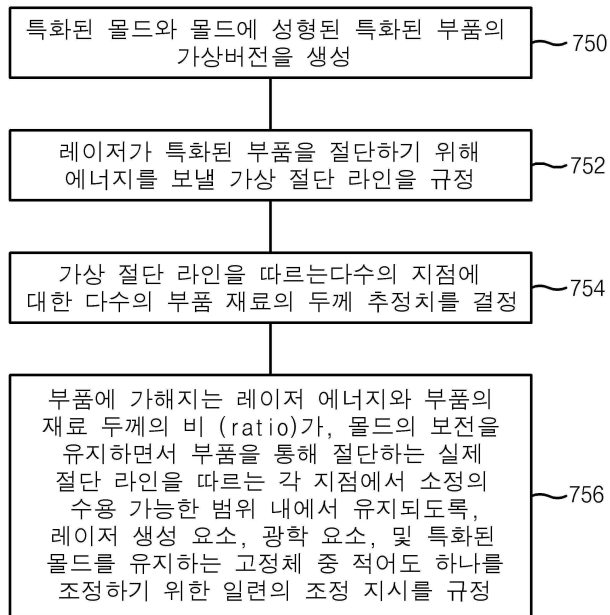 특화된 몰드와 몰드에 성형된 특화된 부품의
가상버전을 생성
750
레이저가 특화된 부품을 절단하기 위해
에너지를 보낼 가상 절단 라인을 규정
752
가상 절단 라인을 따르는다수의 지점에
대한 다수의 부품 재료의 두께 추정치를 결정
754
부품에 가해지는 레이저 에너지와 부품의
재료 두께의 비 (ratio)가, 몰드의 보전을
유지하면서 부품을 통해 절단하는 실제
절단 라인을 따르는 각 지점에서 소정의
수용 가능한 범위 내에서 유지되도록,
레이저 생성 요소, 광학 요소, 및 특화된
몰드를 유지하는 고정체 중 적어도 하나를
조정하기 위한 일련의 조정 지시를 규정
756